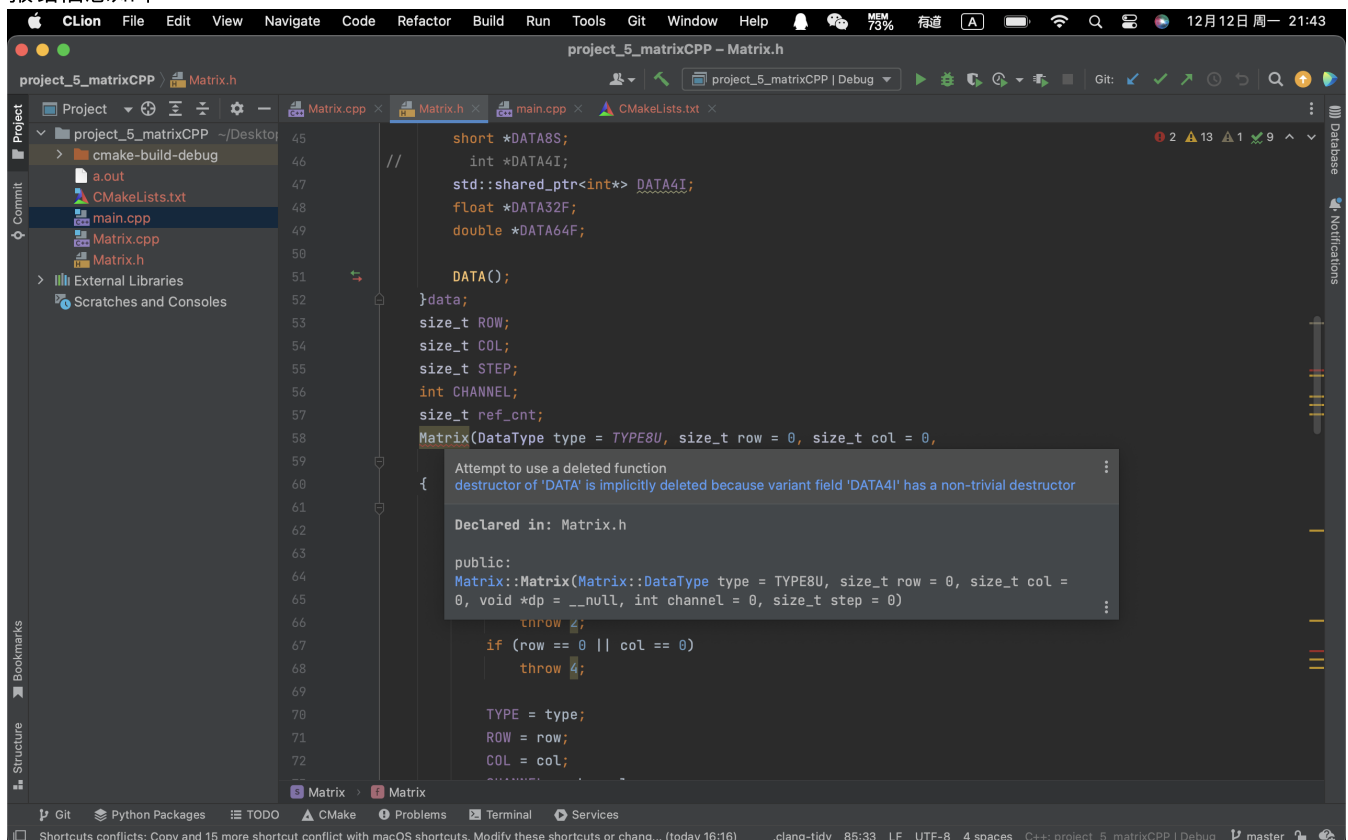 CLion File Edit View Navigate Code Refactor Build Run Tools Git Window Help MEM 73% 有道 A 12月12日 周一 21:43
project_5_matrixCPP – Matrix.h
project_5_matrixCPP Matrix.h project_5_matrixCPP | Debug Git:
Project Matrix.cpp Matrix.h main.cpp CMakeLists.txt
project_5_matrixCPP ~/Desktop
cmake-build-debug
a.out
CMakeLists.txt
main.cpp
Matrix.cpp
Matrix.h
External Libraries
Scratches and Consoles
Project
Commit
Bookmarks
Structure
2 13 1 9
45 short *DATA8S;
46 // int *DATA4I;
47 std::shared_ptr<int*> DATA4I;
48 float *DATA32F;
49 double *DATA64F;
50
51 DATA();
52 }data;
53 size_t ROW;
54 size_t COL;
55 size_t STEP;
56 int CHANNEL;
57 size_t ref_cnt;
58 Matrix(DataType type = TYPE8U, size_t row = 0, size_t col = 0,
59
60 {
61
62
63
64
65
66 throw 2;
67 if (row == 0 || col == 0)
68 throw 4;
69
70 TYPE = type;
71 ROW = row;
72 COL = col;
Attempt to use a deleted function
destructor of 'DATA' is implicitly deleted because variant field 'DATA4I' has a non-trivial destructor
Declared in: Matrix.h
public:
Matrix::Matrix(Matrix::DataType type = TYPE8U, size_t row = 0, size_t col =
0, void *dp = __null, int channel = 0, size_t step = 0)
Database
Notifications
Matrix Matrix
Git Python Packages TODO CMake Problems Terminal Services
Shortcuts conflicts: Copy and 15 more shortcut conflict with macOS shortcuts. Modify these shortcuts or chang... (today 16:16) .clang-tidy 85:33 LF UTF-8 4 spaces C++: project_5_matrixCPP | Debug master